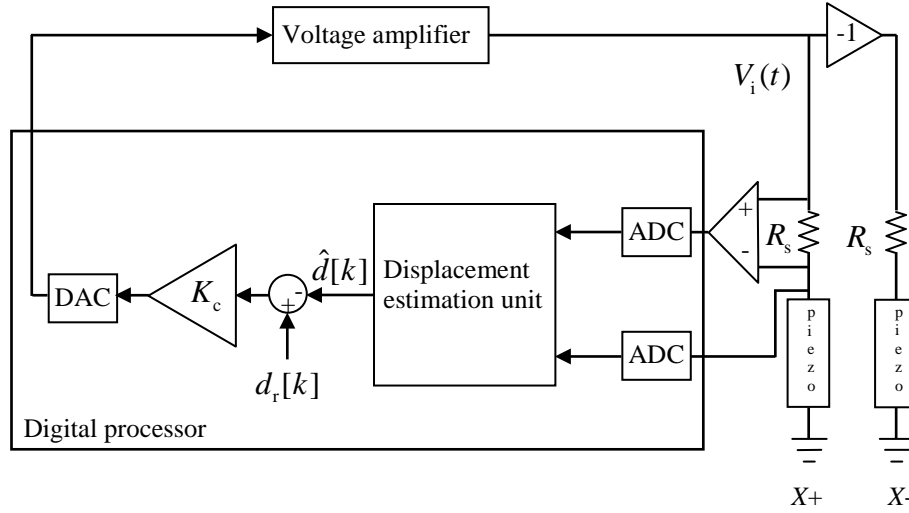 Voltage amplifier
-1
V_i(t)
+
-
R_s
R_s
ADC
Displacement
estimation unit
d̂[k]
-
+
K_c
DAC
ADC
d_r[k]
piezo
piezo
Digital processor
X+
X-